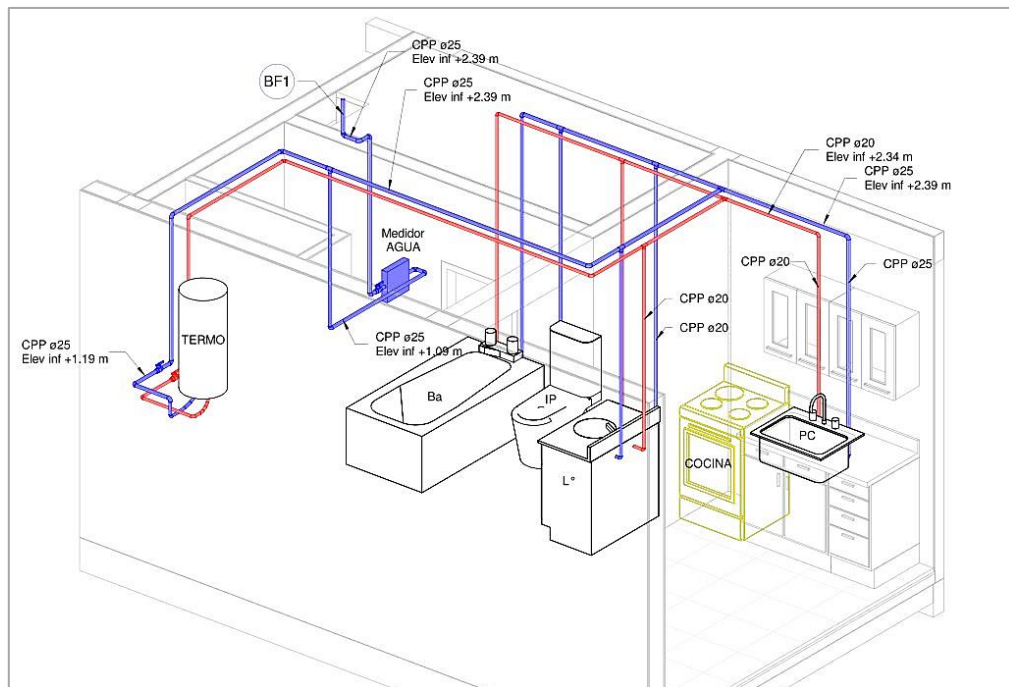 CPP ø25
Elev inf +2.39 m
CPP ø25
Elev inf +2.39 m
BF1
CPP ø20
Elev inf +2.34 m
CPP ø25
Elev inf +2.39 m
Medidor
AGUA
CPP ø20
CPP ø25
CPP ø20
CPP ø20
TERMO
CPP ø25
Elev inf +1.19 m
CPP ø25
Elev inf +1.09 m
Ba
IP
L°
COCINA
PC